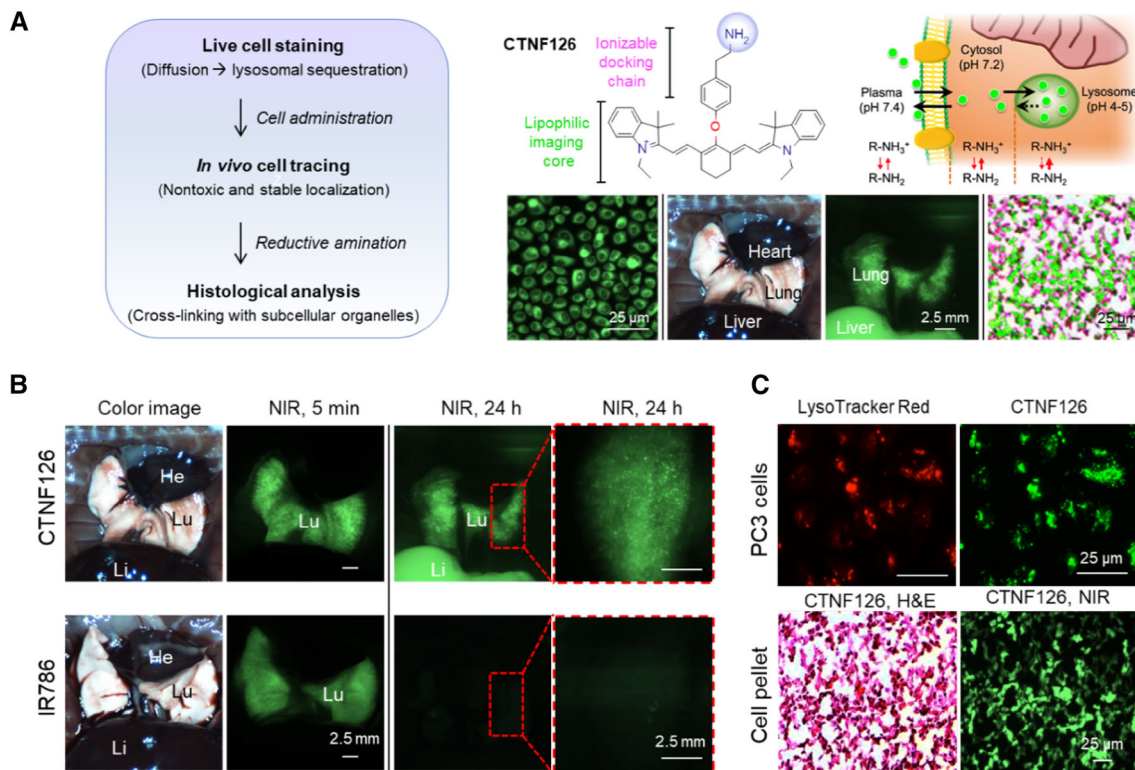 A
Live cell staining
(Diffusion → lysosomal sequestration)
Cell administration
In vivo cell tracing
(Nontoxic and stable localization)
Reductive amination
Histological analysis
(Cross-linking with subcellular organelles)
CTNF126
Ionizable
docking
chain
Lipophilic
imaging
core
NH2
O
N+
N
Cytosol
(pH 7.2)
Plasma
(pH 7.4)
Lysosome
(pH 4-5)
R-NH3+
R-NH3+
R-NH3+
R-NH2
R-NH2
R-NH2
25 µm
Heart
Lung
Liver
Lung
Liver
2.5 mm
25 µm
B
Color image
NIR, 5 min
NIR, 24 h
NIR, 24 h
CTNF126
He
Lu
Li
Lu
Lu
Li
IR786
He
Lu
Li
Lu
2.5 mm
2.5 mm
C
LysoTracker Red
CTNF126
PC3 cells
25 µm
CTNF126, H&E
CTNF126, NIR
Cell pellet
25 µm